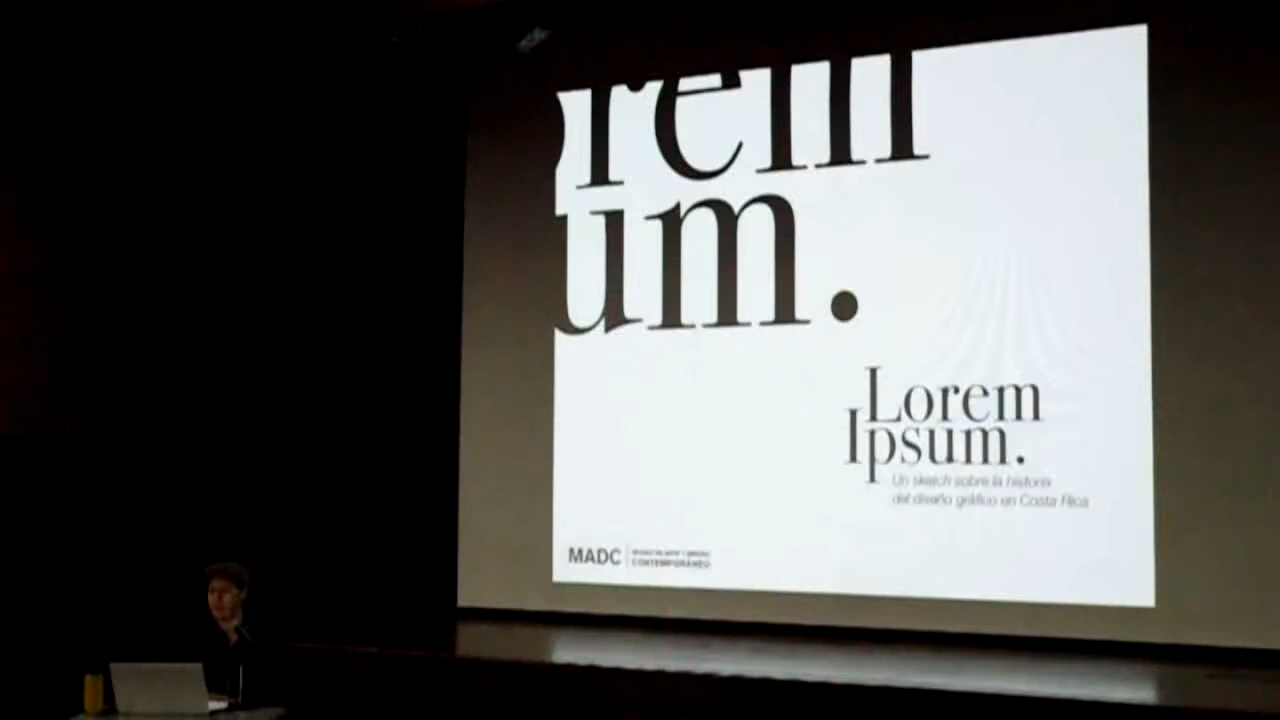 orem
um.
Lorem
Ipsum.
Un sketch sobre la historia
del diseño gráfico en Costa Rica
MADC
CONTEMPORÁNEO